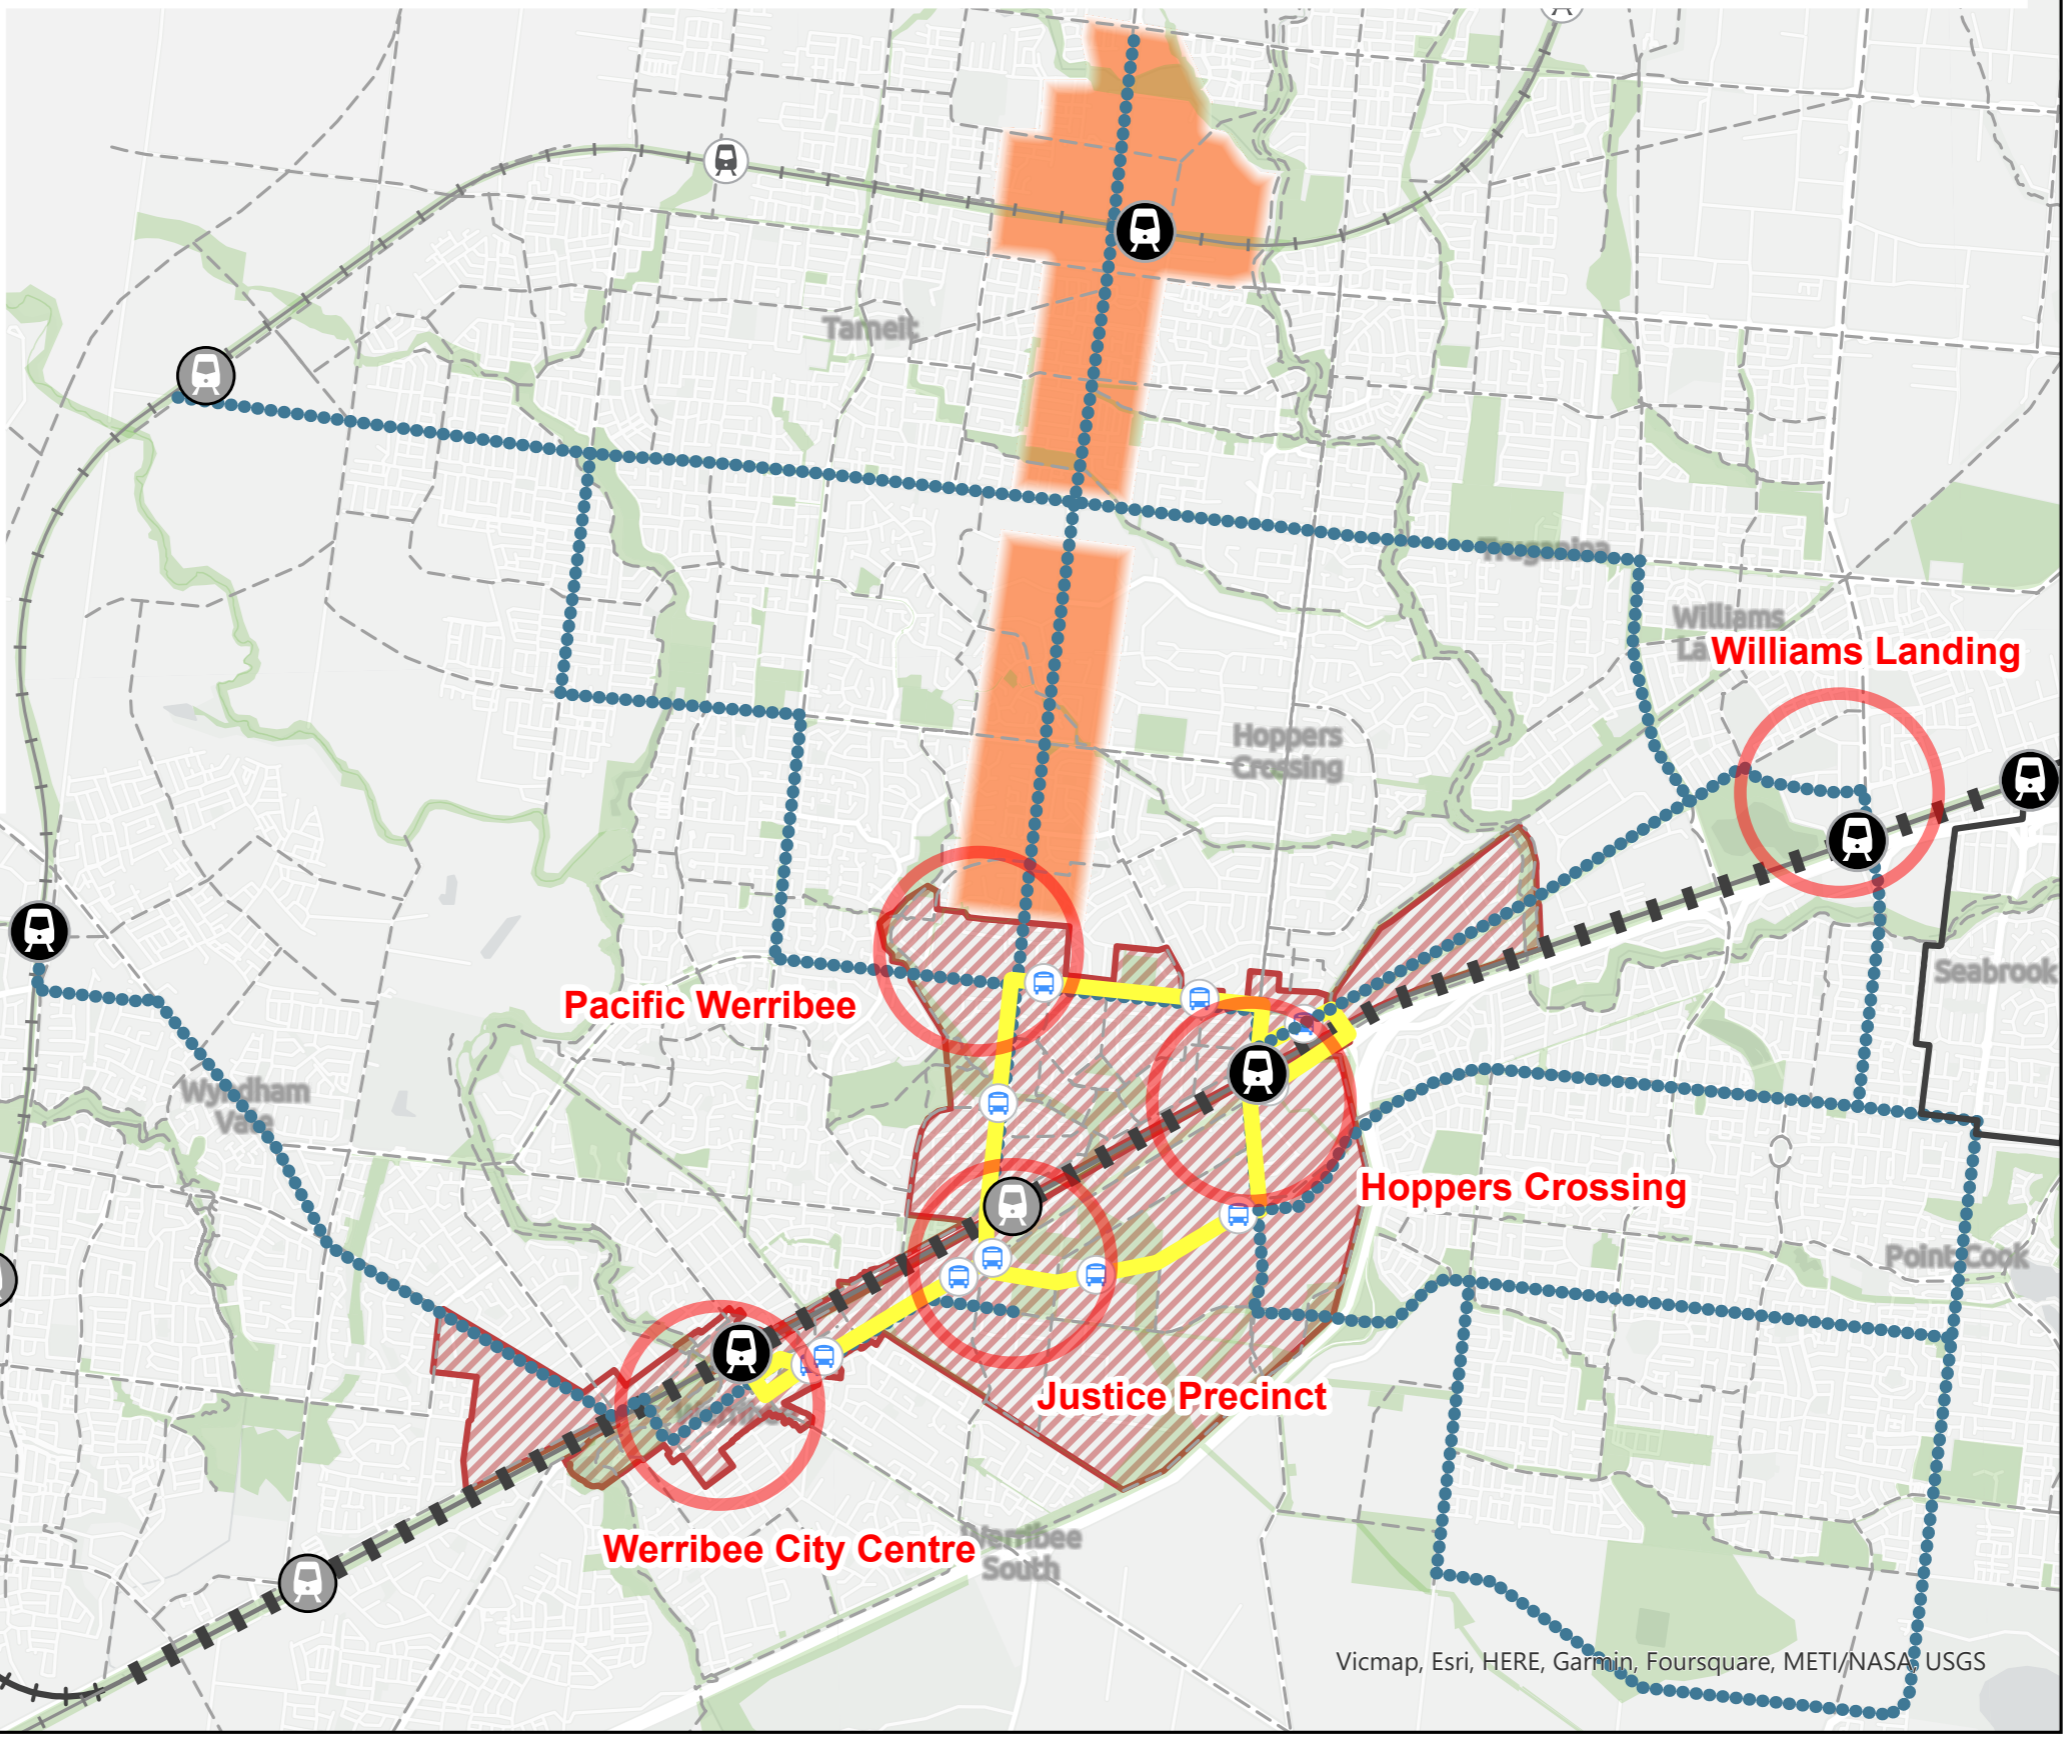 Tarneit
Truganina
Williams
La
Williams Landing
Hoppers
Crossing
Seabrook
Pacific Werribee
Wyndham
Vale
Hoppers Crossing
Point Cook
Justice Precinct
Werribee City Centre
Werribee
South
Vicmap, Esri, HERE, Garmin, Foursquare, METI/NASA, USGS